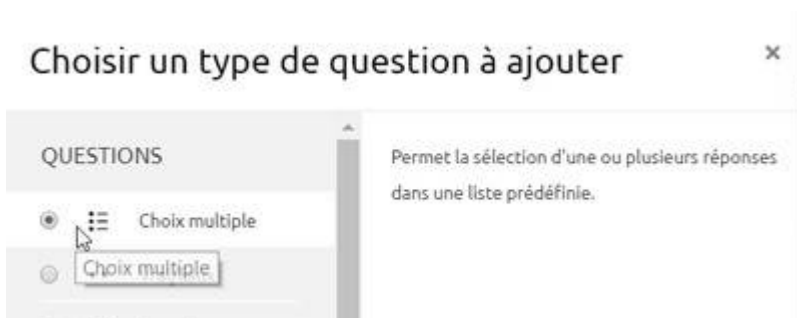 Choisir un type de question à ajouter ×
QUESTIONS
Permet la sélection d'une ou plusieurs réponses
dans une liste prédéfinie.
Choix multiple
Choix multiple